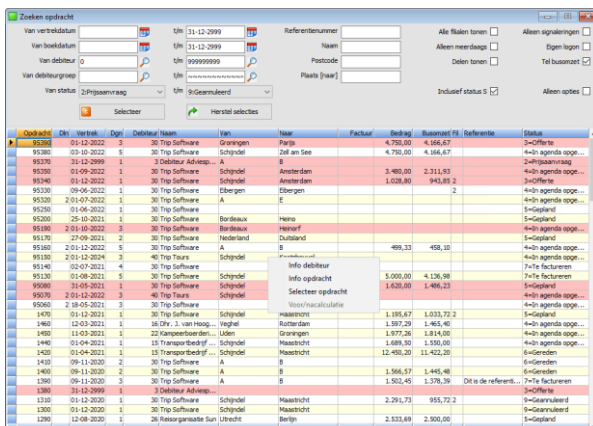 Zoeken opdracht
Van vertrekdatum t/m 31-12-2999 Referentienummer Alle filialen tonen Alleen signaleringen
Van boekdatum t/m 31-12-2999 Naam Alleen meerdaags Eigen logon
Van debiteur 0 t/m 999999999 Postcode Delen tonen Tel busomzet
Van debiteurgroep t/m ~~~~~~~~~~~~ Plaats [naar]
Van status 2:Prijsaanvraag t/m 9:Geannuleerd Inclusief status S Alleen opties
Selecteer Herstel selecties
Opdracht Dln Vertrek Dgn Debiteur Naam Van Naar Factuur Bedrag Busomzet Fil Referentie Status
95390 01-12-2022 3 30 Trip Software Groningen Parijs 4.750,00 4.166,67 3=Offerte
95380 03-10-2022 5 30 Trip Software Schijndel Zell am See 4.750,00 4.166,67 4=In agenda opge...
95370 31-12-2999 1 3 Debiteur Adviesp... A B 2=Prijsaanvraag
95350 01-09-2022 1 30 Trip Software Schijndel Amsterdam 3.480,00 2.311,93 4=In agenda opge...
95340 01-12-2022 1 30 Trip Software Schijndel Amsterdam 1.028,80 943,85 2 3=Offerte
95330 09-06-2022 1 30 Trip Software Eibergen Eibergen 2 4=In agenda opge...
95320 2 01-07-2022 1 30 Trip Software A E 4=In agenda opge...
95250 01-06-2022 1 30 Trip Software 5=Gepland
95200 25-10-2021 1 30 Trip Software Bordeaux Heino 5=Gepland
95190 2 01-10-2022 3 30 Trip Software Bordeaux Heinorf 4=In agenda opge...
95170 27-09-2021 2 30 Trip Software Nederland Duitsland 5=Gepland
95160 2 01-12-2022 5 30 Trip Software A B 499,33 458,10 4=In agenda opge...
95150 2 01-12-2024 3 40 Trip Tours Schijndel 4=In agenda opge...
95140 02-07-2021 4 30 Trip Software 7=Te factureren
95130 01-08-2021 5 30 Trip Software Schijndel 5.000,00 4.136,98 7=Te factureren
95080 31-05-2021 1 30 Trip Software Schijndel 1.620,00 1.486,23 5=Gepland
95070 2 01-12-2022 3 40 Trip Tours Schijndel 4=In agenda opge...
95060 2 18-05-2021 3 30 Trip Software 4=In agenda opge...
Info debiteur
Info opdracht
Selecteer opdracht
Voor/nacalculatie
1470 01-12-2021 1 30 Trip Software Schijndel Maastricht 1.195,67 1.033,72 2 5=Gepland
1460 12-03-2021 1 16 Dhr. J. van Hoog... Veghel Rotterdam 1.597,29 1.465,40 4=In agenda opge...
1450 11-03-2021 1 22 Kampeerboerderi... Uden Groningen 1.977,26 1.814,00 4=In agenda opge...
1440 01-04-2021 1 15 Transportbedrijf ... Schijndel Maastricht 1.689,50 1.550,00 4=In agenda opge...
1420 01-04-2021 1 15 Transportbedrijf ... Schijndel Maastricht 12.450,20 11.422,20 6=Gereden
1410 09-11-2020 2 30 Trip Software A B 6=Gereden
1400 09-11-2020 2 30 Trip Software A B 1.566,57 1.445,48 6=Gereden
1390 09-11-2020 3 30 Trip Software A B 1.502,45 1.378,39 Dit is de referenti... 7=Te factureren
1380 31-12-2999 1 3 Debiteur Adviesp... 3=Offerte
1310 01-12-2020 1 30 Trip Software Schijndel Maastricht 2.291,73 955,72 2 9=Geannuleerd
1300 01-12-2020 1 30 Trip Software Schijndel Maastricht 9=Geannuleerd
1290 12-08-2020 1 26 Reisorganisatie Sun Utrecht Berlijn 2.533,69 2.500,00 5=Gepland